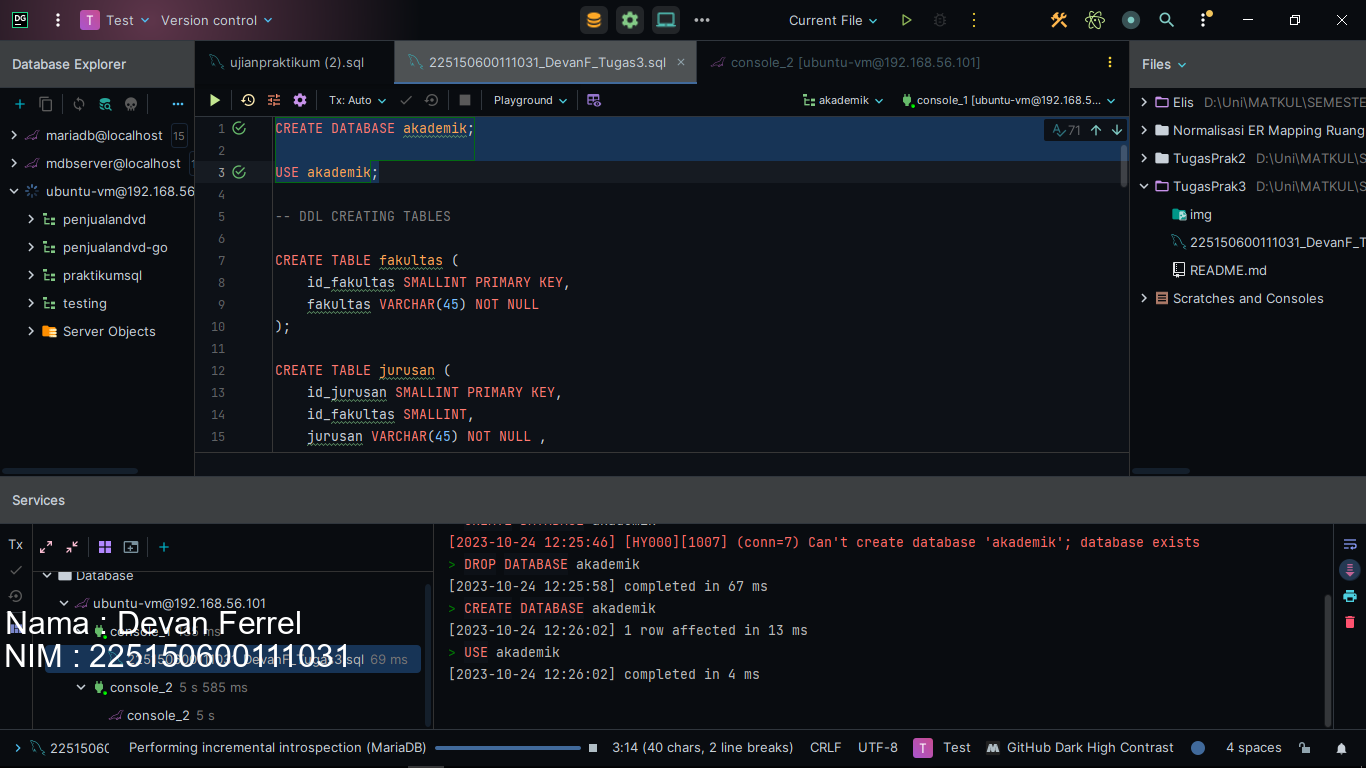 DG
T Test
Version control
Current File
Database Explorer
ujianpraktikum (2).sql
225150600111031_DevanF_Tugas3.sql
console_2 [ubuntu-vm@192.168.56.101]
Files
Tx: Auto
Playground
akademik
console_1 [ubuntu-vm@192.168.5...
mariadb@localhost 15
mdbserver@localhost
ubuntu-vm@192.168.56
penjualandvd
penjualandvd-go
praktikumsql
testing
Server Objects
71
1 CREATE DATABASE akademik;
2
3 USE akademik;
4
5 -- DDL CREATING TABLES
6
7 CREATE TABLE fakultas (
8 id_fakultas SMALLINT PRIMARY KEY,
9 fakultas VARCHAR(45) NOT NULL
10 );
11
12 CREATE TABLE jurusan (
13 id_jurusan SMALLINT PRIMARY KEY,
14 id_fakultas SMALLINT,
15 jurusan VARCHAR(45) NOT NULL ,
Elis D:\Uni\MATKUL\SEMESTE
Normalisasi ER Mapping Ruang
TugasPrak2 D:\Uni\MATKUL\S
TugasPrak3 D:\Uni\MATKUL\S
img
225150600111031_DevanF_T
README.md
Scratches and Consoles
Services
Tx
Database
ubuntu-vm@192.168.56.101
Nama : Devan Ferrel
NIM : 225150600111031
225150600111031_DevanF_Tugas3.sql 69 ms
console_2 5 s 585 ms
console_2 5 s
CREATE DATABASE akademik
[2023-10-24 12:25:46] [HY000][1007] (conn=7) Can't create database 'akademik'; database exists
> DROP DATABASE akademik
[2023-10-24 12:25:58] completed in 67 ms
> CREATE DATABASE akademik
[2023-10-24 12:26:02] 1 row affected in 13 ms
> USE akademik
[2023-10-24 12:26:02] completed in 4 ms
2251506
Performing incremental introspection (MariaDB)
3:14 (40 chars, 2 line breaks)
CRLF
UTF-8
T Test
GitHub Dark High Contrast
4 spaces